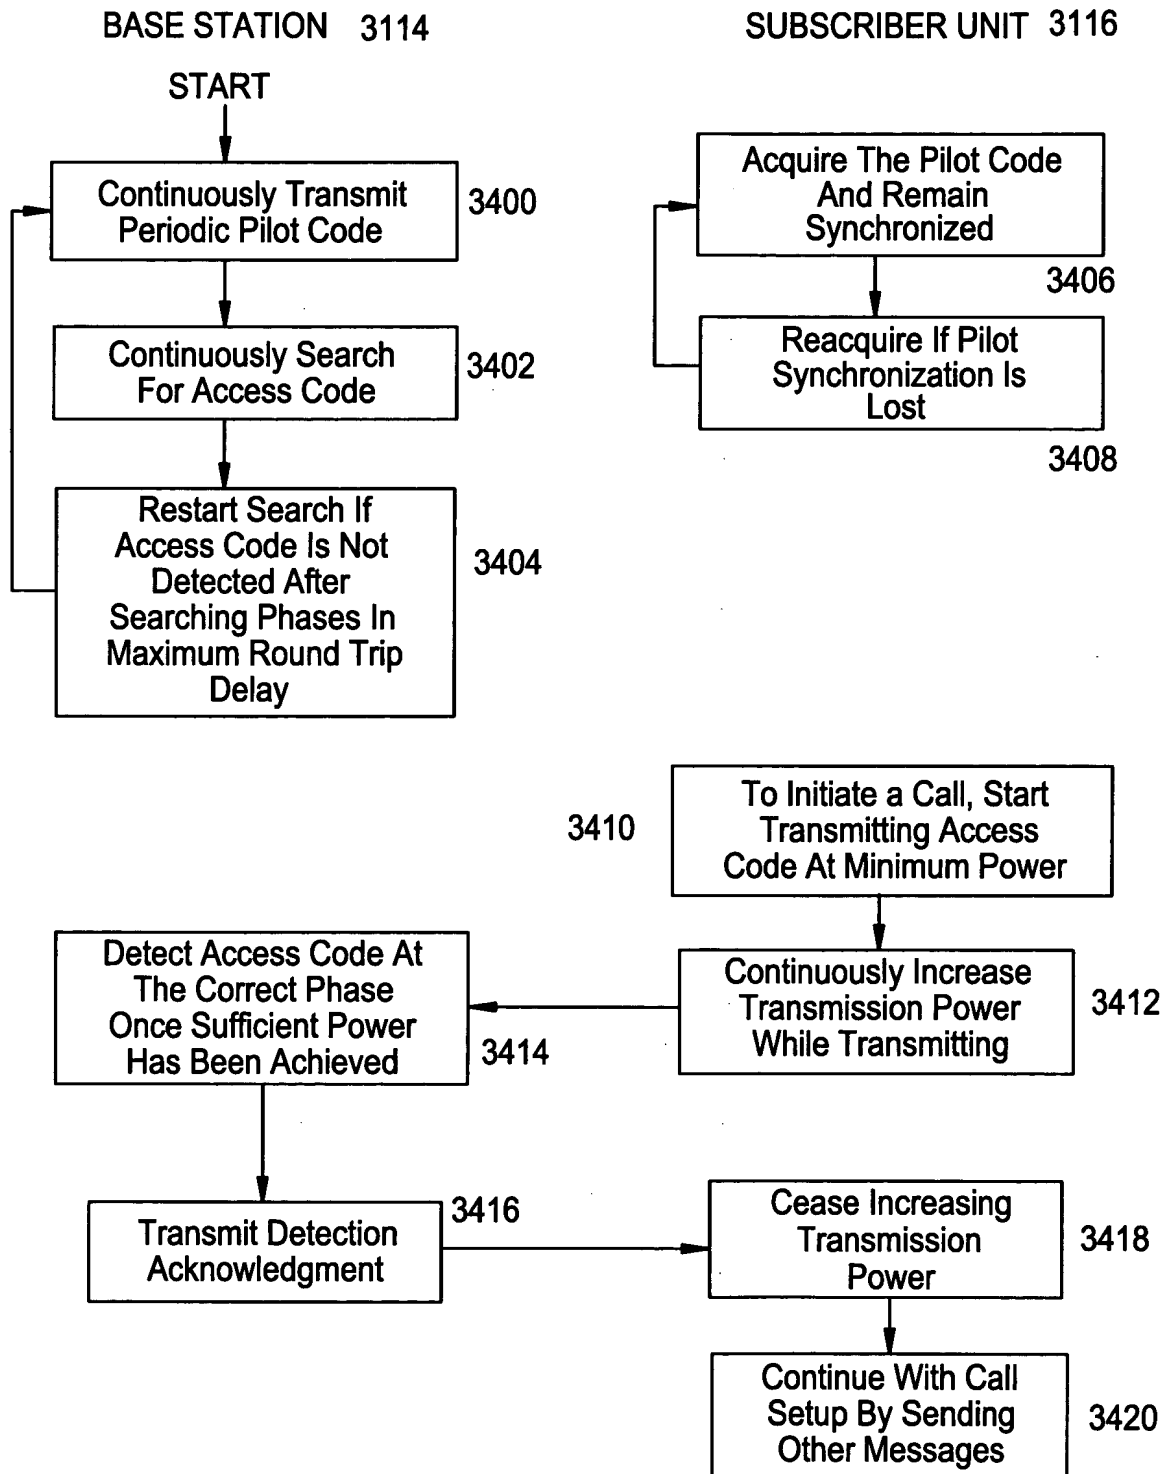 BASE STATION 3114
SUBSCRIBER UNIT 3116
START
Continuously Transmit
Periodic Pilot Code
3400
Continuously Search
For Access Code
3402
Restart Search If
Access Code Is Not
Detected After
Searching Phases In
Maximum Round Trip
Delay
3404
Acquire The Pilot Code
And Remain
Synchronized
3406
Reacquire If Pilot
Synchronization Is
Lost
3408
To Initiate a Call, Start
Transmitting Access
Code At Minimum Power
3410
Continuously Increase
Transmission Power
While Transmitting
3412
Detect Access Code At
The Correct Phase
Once Sufficient Power
Has Been Achieved
3414
Transmit Detection
Acknowledgment
3416
Cease Increasing
Transmission
Power
3418
Continue With Call
Setup By Sending
Other Messages
3420